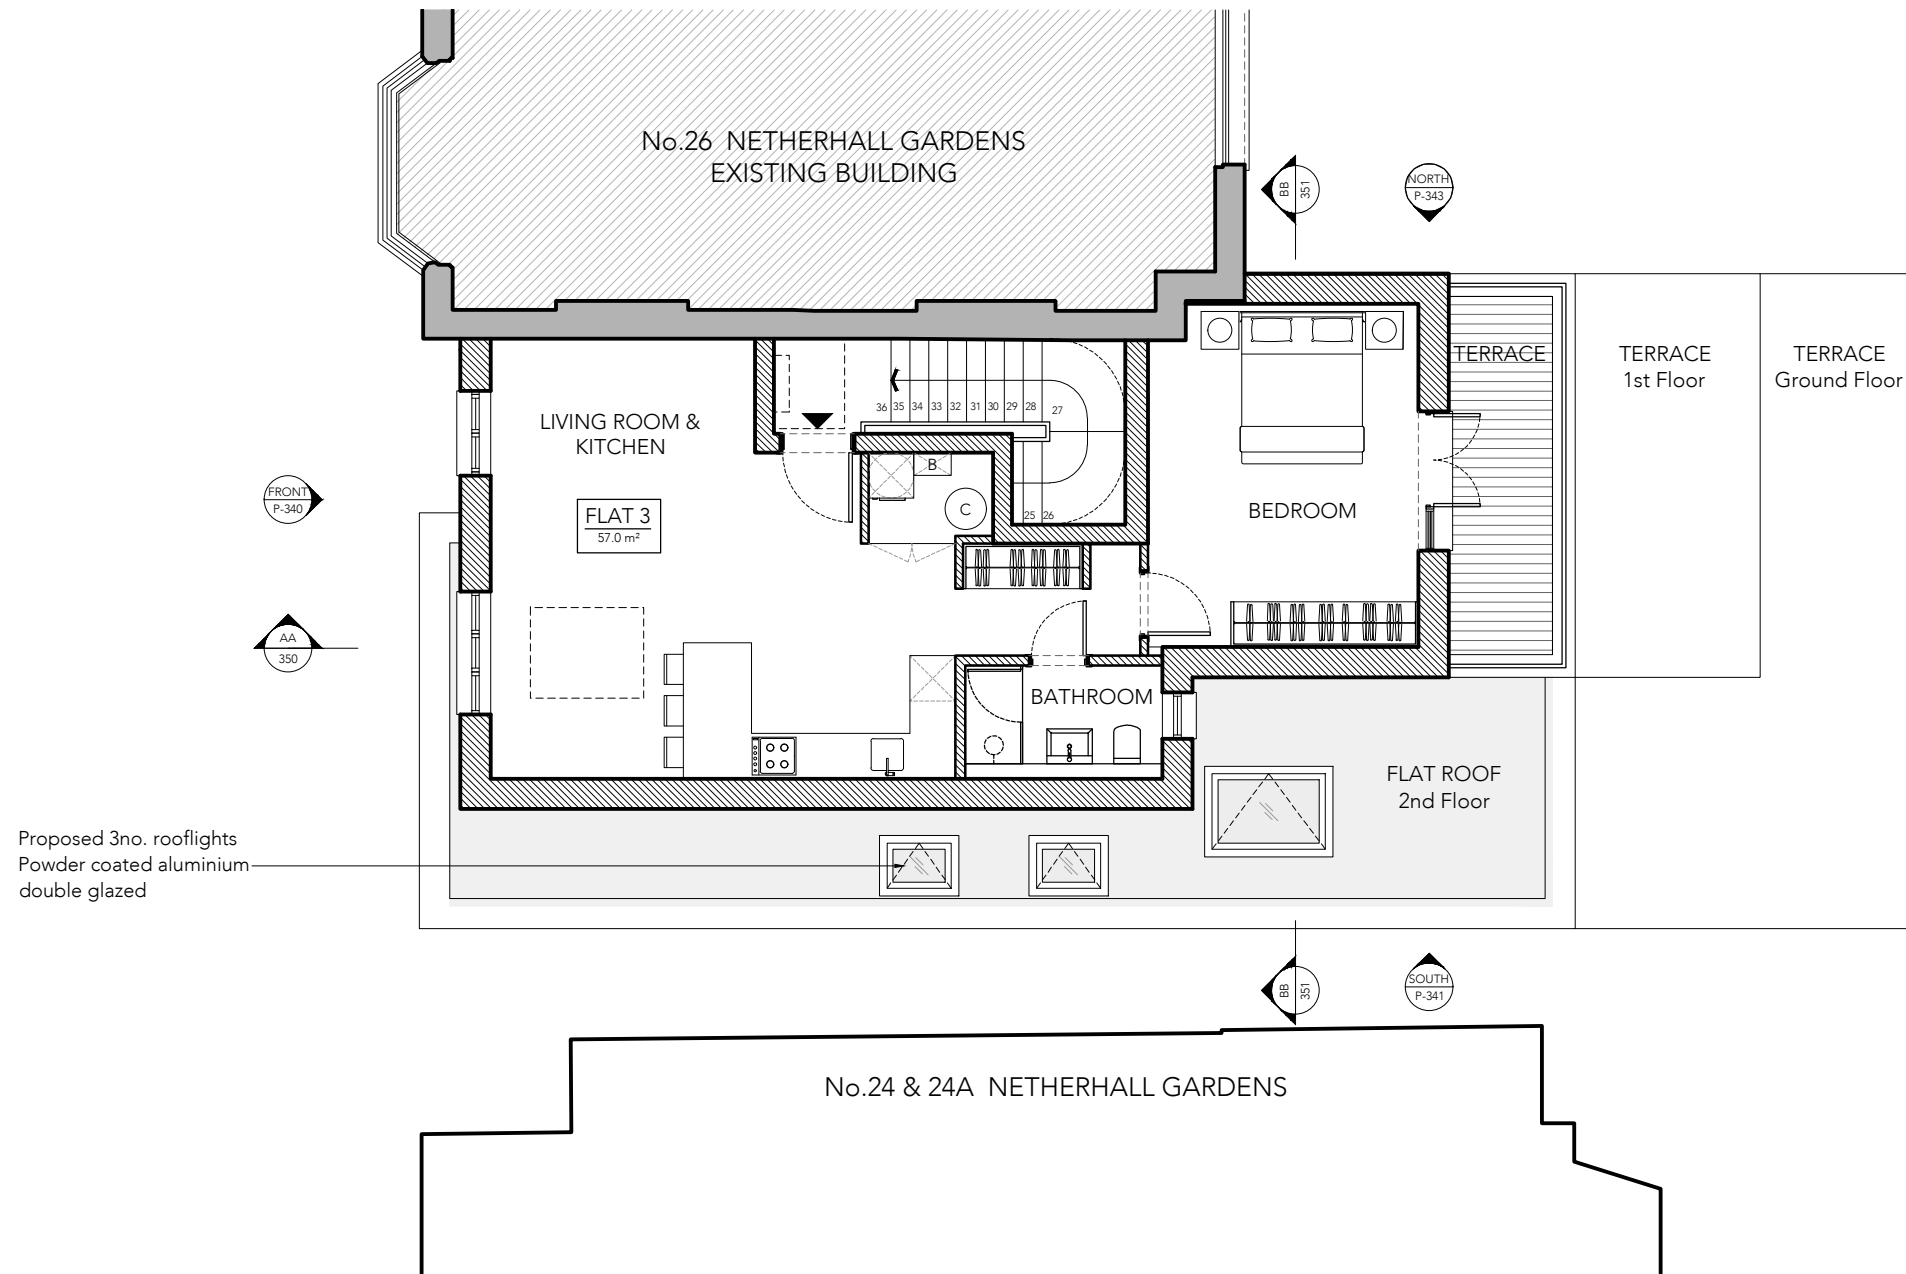 No.26 NETHERHALL GARDENS
EXISTING BUILDING
BB
351
NORTH
P-343
TERRACE
TERRACE
1st Floor
TERRACE
Ground Floor
LIVING ROOM &
KITCHEN
36 35 34 33 32 31 30 29 28 27
B
C
25 26
FRONT
P-340
FLAT 3
57.0 m²
BEDROOM
AA
350
BATHROOM
FLAT ROOF
2nd Floor
Proposed 3no. rooflights
Powder coated aluminium
double glazed
BB
351
SOUTH
P-341
No.24 & 24A NETHERHALL GARDENS